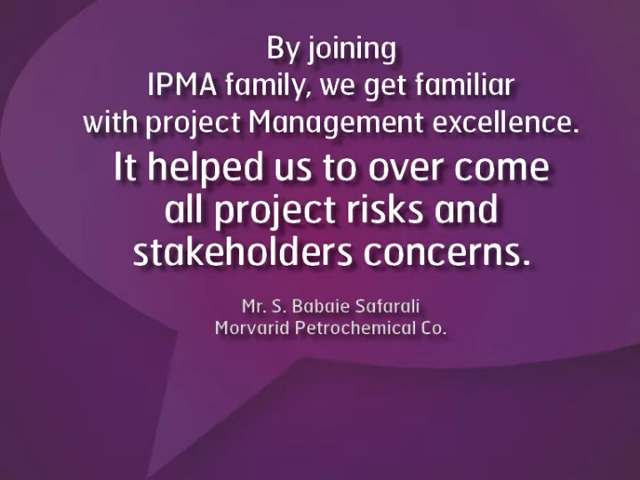 By joining
IPMA family, we get familiar
with project Management excellence.
It helped us to over come
all project risks and
stakeholders concerns.
Mr. S. Babaie Safarali
Morvarid Petrochemical Co.